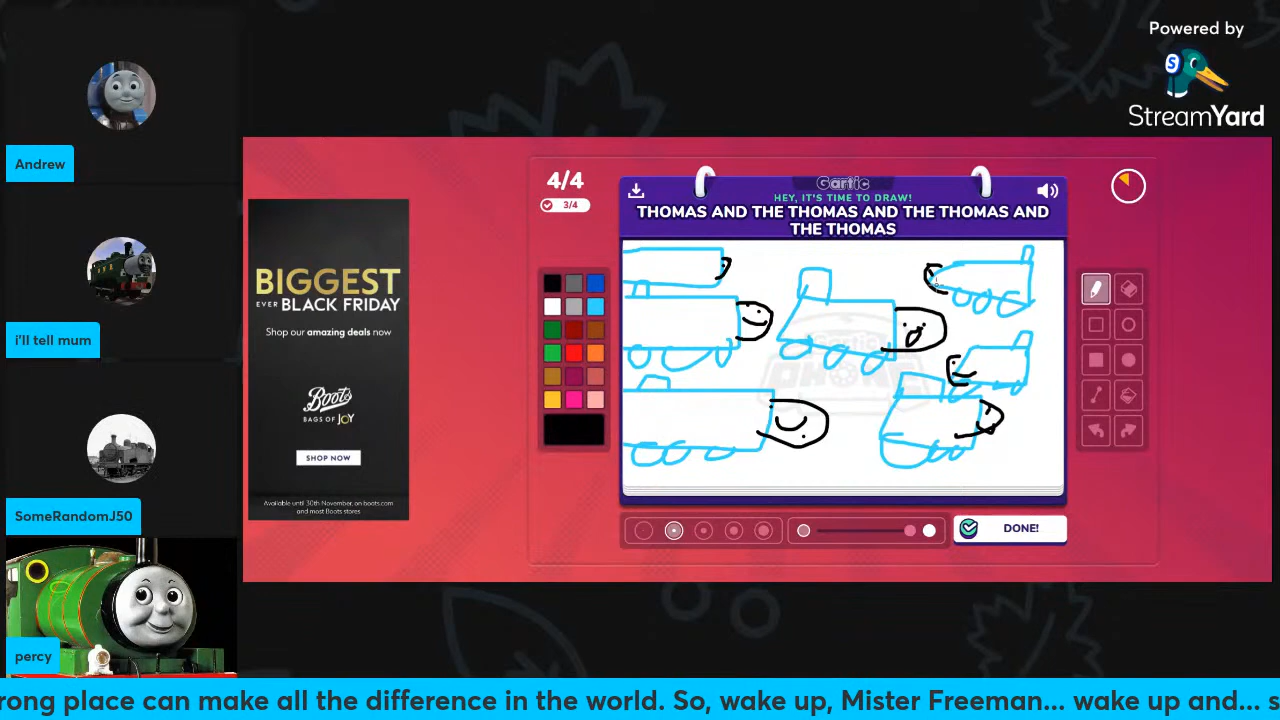 Powered by
StreamYard
Andrew
i'll tell mum
SomeRandomJ50
percy
BIGGEST
EVER BLACK FRIDAY
Shop our amazing deals now
Boots
BAGS OF JOY
SHOP NOW
Available until 30th November, on boots.com
and most Boots stores
4/4
3/4
Gartic
HEY, IT'S TIME TO DRAW!
THOMAS AND THE THOMAS AND THE THOMAS AND
THE THOMAS
Gartic
PHONE
DONE!
rong place can make all the difference in the world. So, wake up, Mister Freeman... wake up and... s